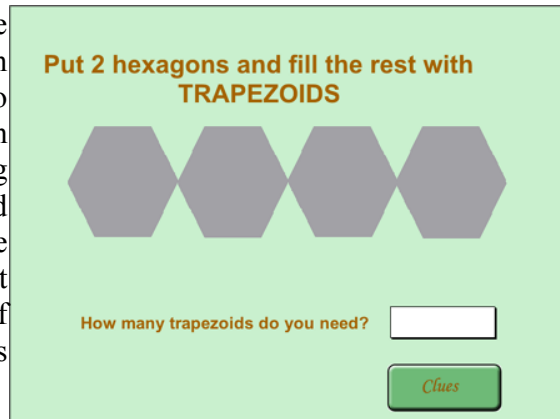 Put 2 hexagons and fill the rest with
TRAPEZOIDS
How many trapezoids do you need?
Clues